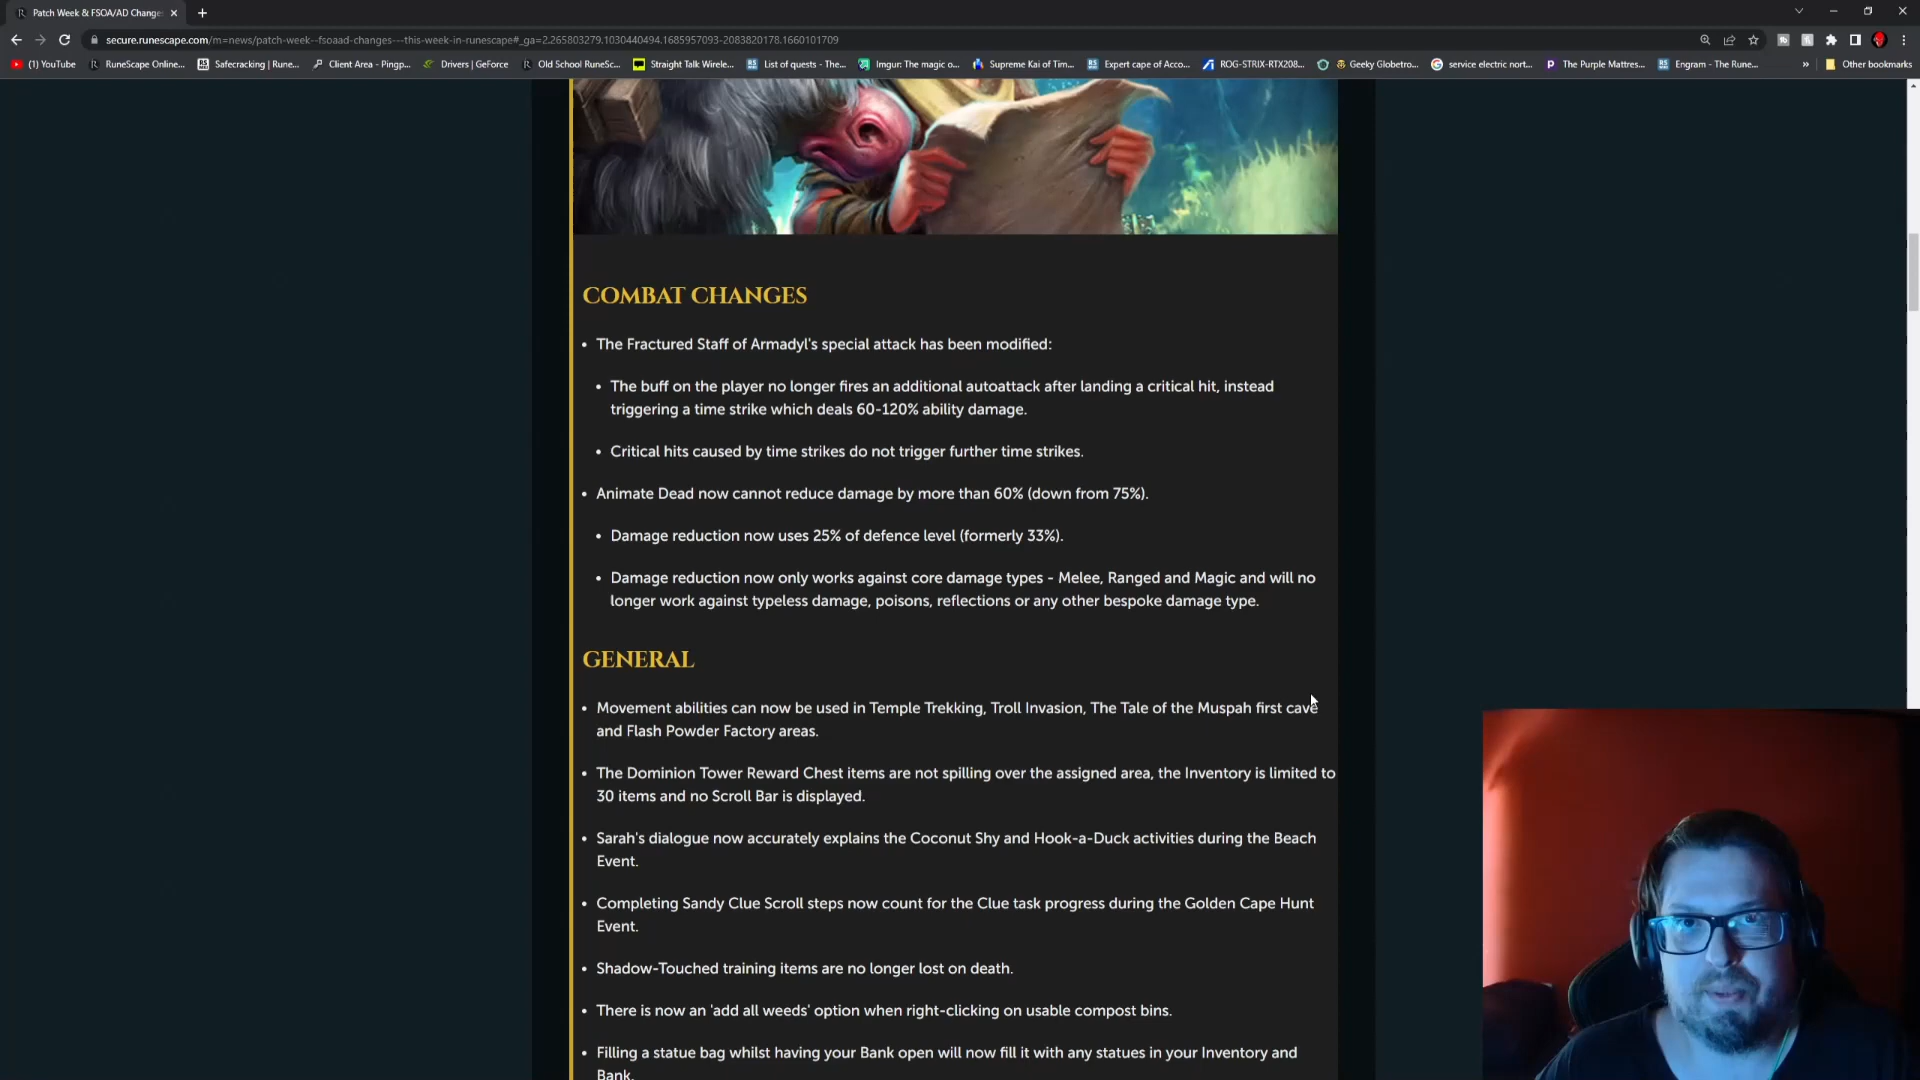 Patch Week & FSOA/AD Change
secure.runescape.com/m=news/patch-week--fsoaad-changes---this-week-in-runescape#_ga=2.265803279.1030440494.1685957093-2083820178.1660101709
(1) YouTube
RuneScape Online...
Safecracking | Rune...
Client Area - Pingp...
Drivers | GeForce
Old School RuneSc...
Straight Talk Wirele...
List of quests - The...
Imgur: The magic o...
Supreme Kai of Tim...
Expert cape of Acco...
ROG-STRIX-RTX208...
Geeky Globetro...
service electric nort...
The Purple Mattres...
Engram - The Rune...
»
Other bookmarks
COMBAT CHANGES
• The Fractured Staff of Armadyl's special attack has been modified:
• The buff on the player no longer fires an additional autoattack after landing a critical hit, instead
triggering a time strike which deals 60-120% ability damage.
• Critical hits caused by time strikes do not trigger further time strikes.
• Animate Dead now cannot reduce damage by more than 60% (down from 75%).
• Damage reduction now uses 25% of defence level (formerly 33%).
• Damage reduction now only works against core damage types - Melee, Ranged and Magic and will no
longer work against typeless damage, poisons, reflections or any other bespoke damage type.
GENERAL
• Movement abilities can now be used in Temple Trekking, Troll Invasion, The Tale of the Muspah first cave
and Flash Powder Factory areas.
• The Dominion Tower Reward Chest items are not spilling over the assigned area, the Inventory is limited to
30 items and no Scroll Bar is displayed.
• Sarah's dialogue now accurately explains the Coconut Shy and Hook-a-Duck activities during the Beach
Event.
• Completing Sandy Clue Scroll steps now count for the Clue task progress during the Golden Cape Hunt
Event.
• Shadow-Touched training items are no longer lost on death.
• There is now an 'add all weeds' option when right-clicking on usable compost bins.
• Filling a statue bag whilst having your Bank open will now fill it with any statues in your Inventory and
Bank.